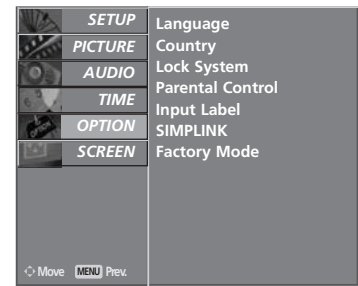 SETUP
PICTURE
AUDIO
TIME
OPTION
SCREEN
Move MENU Prev.
Language
Country
Lock System
Parental Control
Input Label
SIMPLINK
Factory Mode